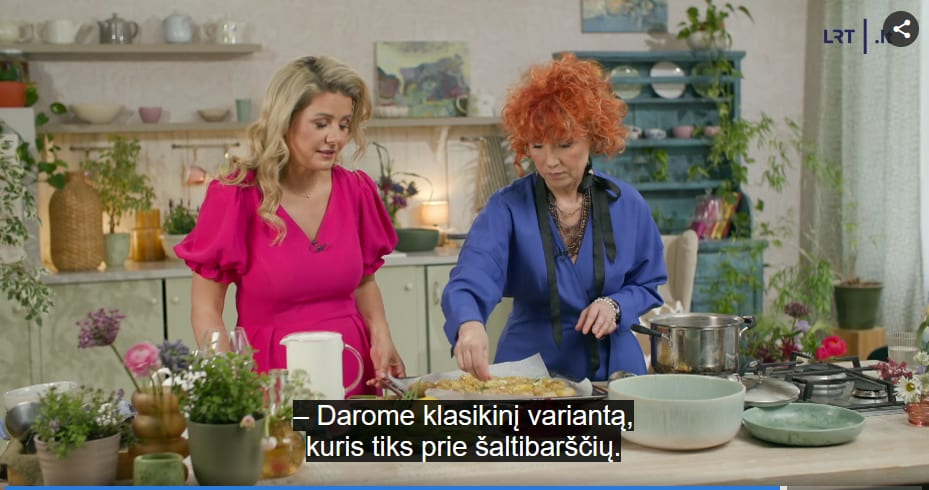 LRT
– Darome klasikinį variantą,
kuris tiks prie šaltibarščių.